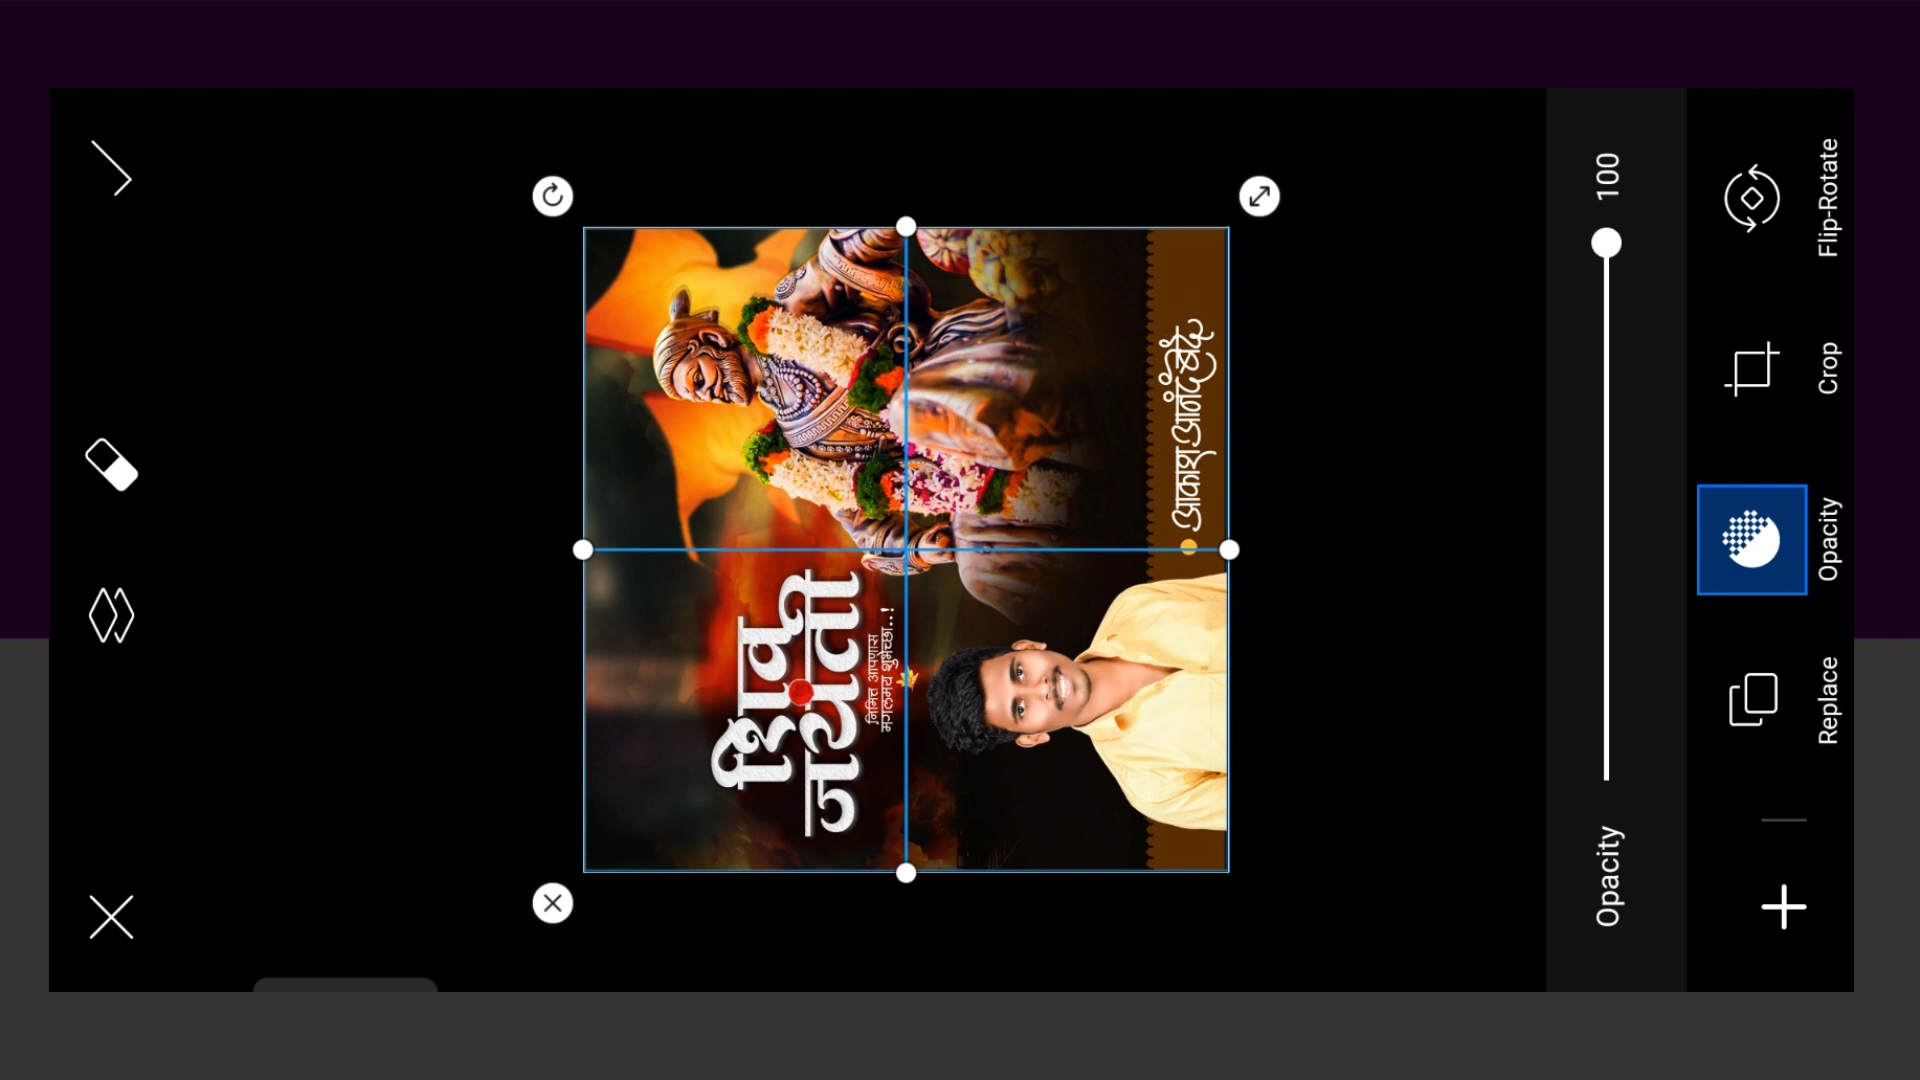 शिव
जयंती
निमित्त आपणास
मंगलमय शुभेच्छा..!
आकाश आनंद
Opacity
100
Replace
Opacity
Crop
Flip-Rotate